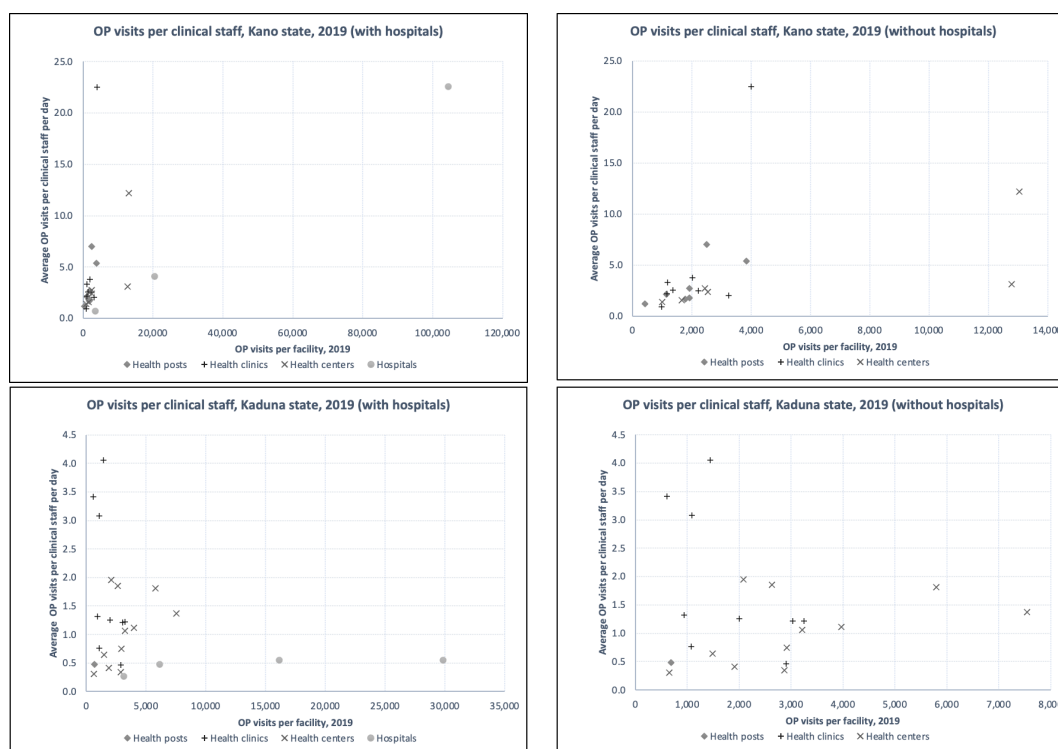 OP visits per clinical staff, Kano state, 2019 (with hospitals)
Average OP visits per clinical staff per day
25.0
20.0
15.0
10.0
5.0
0.0
0 20,000 40,000 60,000 80,000 100,000 120,000
OP visits per facility, 2019
Health posts Health clinics Health centers Hospitals
OP visits per clinical staff, Kano state, 2019 (without hospitals)
Average OP visits per clinical staff per day
25.0
20.0
15.0
10.0
5.0
0.0
0 2,000 4,000 6,000 8,000 10,000 12,000 14,00
OP visits per facility, 2019
Health posts Health clinics Health centers
OP visits per clinical staff, Kaduna state, 2019 (with hospitals)
Average OP visits per clinical staff per day
4.5
4.0
3.5
3.0
2.5
2.0
1.5
1.0
0.5
0.0
0 5,000 10,000 15,000 20,000 25,000 30,000 35,000
OP visits per facility, 2019
Health posts Health clinics Health centers Hospitals
OP visits per clinical staff, Kaduna state, 2019 (without hospitals)
Average OP visits per clinical staff per day
4.5
4.0
3.5
3.0
2.5
2.0
1.5
1.0
0.5
0.0
0 1,000 2,000 3,000 4,000 5,000 6,000 7,000 8,00
OP visits per facility, 2019
Health posts Health clinics Health centers